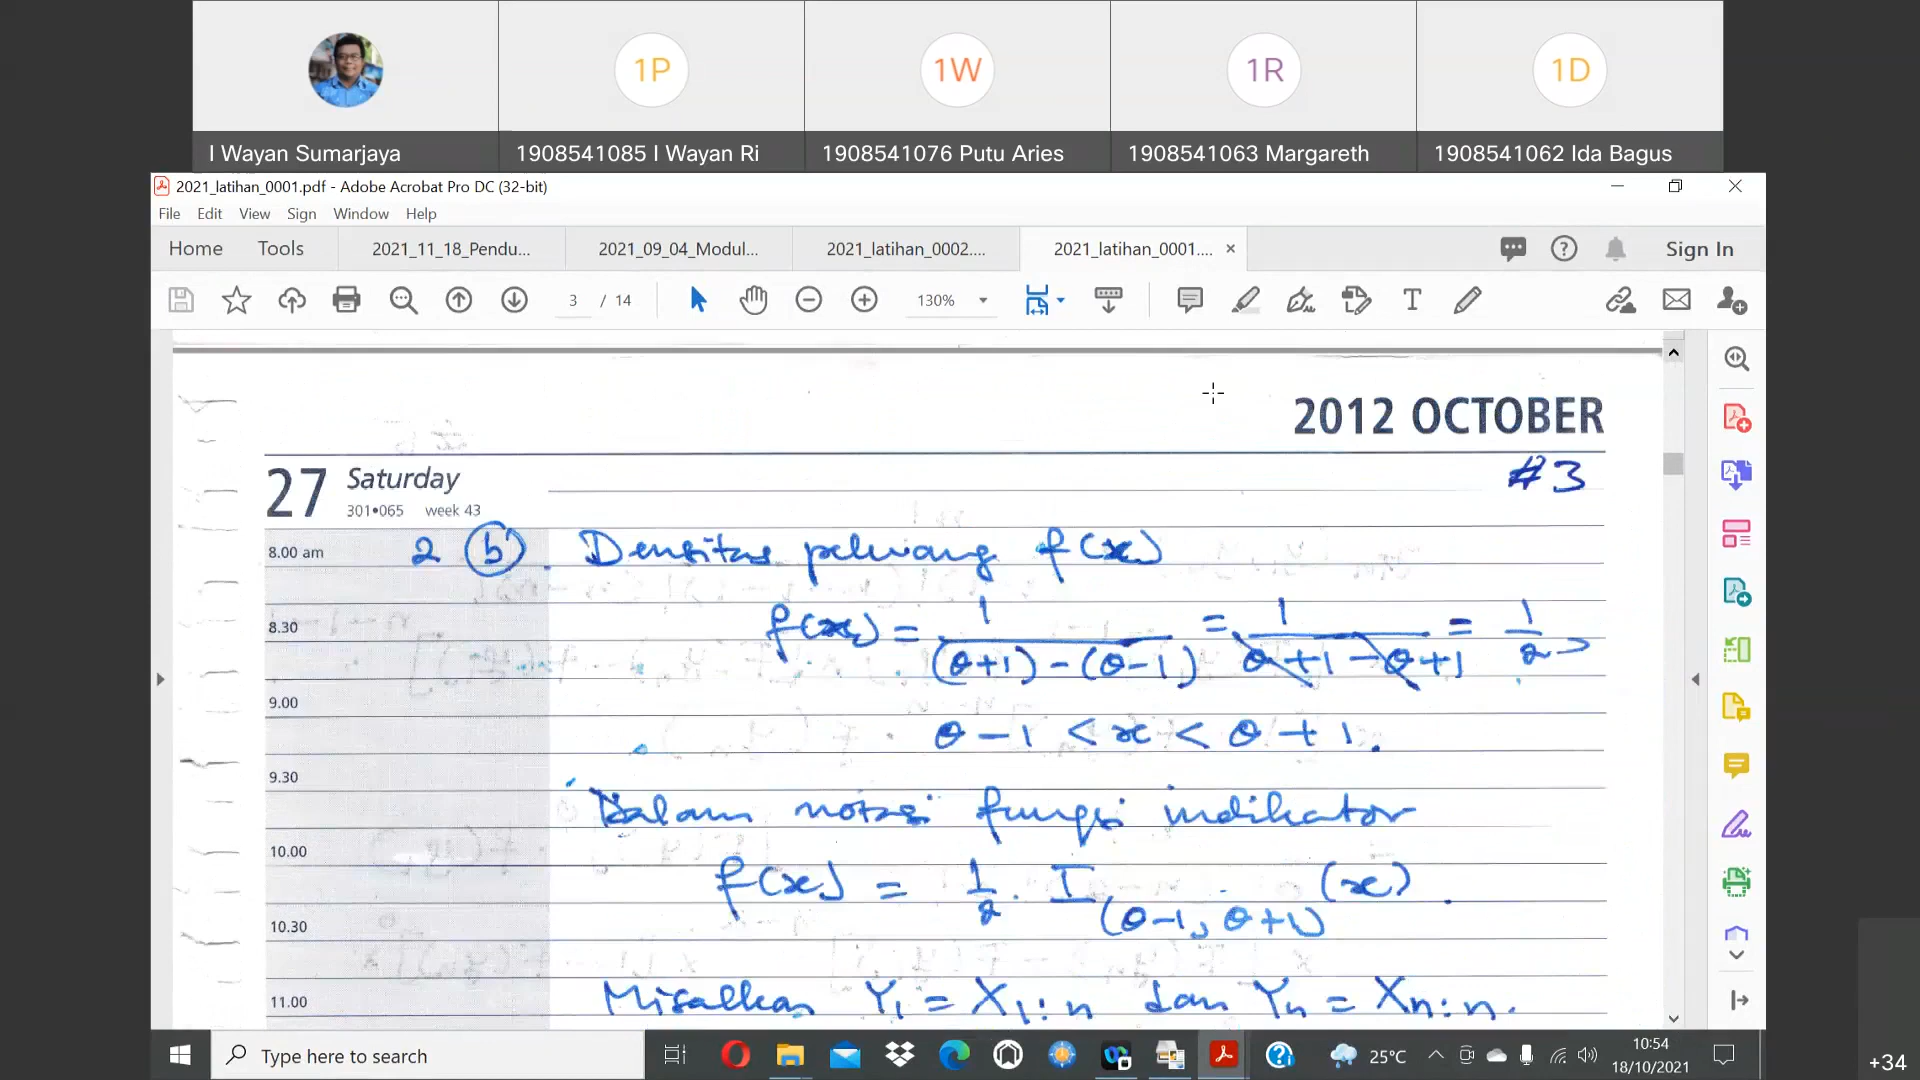 1P
1W
1R
1D
I Wayan Sumarjaya
1908541085 I Wayan Ri
1908541076 Putu Aries
1908541063 Margareth
1908541062 Ida Bagus
2021_latihan_0001.pdf - Adobe Acrobat Pro DC (32-bit)
File Edit View Sign Window Help
Home Tools 2021_11_18_Pendu... 2021_09_04_Modul... 2021_latihan_0002.... 2021_latihan_0001.... × Sign In
3 / 14 130%
2012 OCTOBER
#3
27 Saturday
301•065 week 43
8.00 am
2 (b). Densitas peluang f(x)
8.30
f(x) = 1/((θ+1)-(θ-1)) = 1/(θ+1-θ+1) = 1/2,
9.00
θ-1 < x < θ+1.
9.30
Dalam notasi fungsi indikator
10.00
f(x) = 1/2 . I(θ-1, θ+1) (x).
10.30
11.00
Misalkan Y1 = X1:n dan Yn = Xn:n.
Type here to search
25°C
10:54
18/10/2021
+34